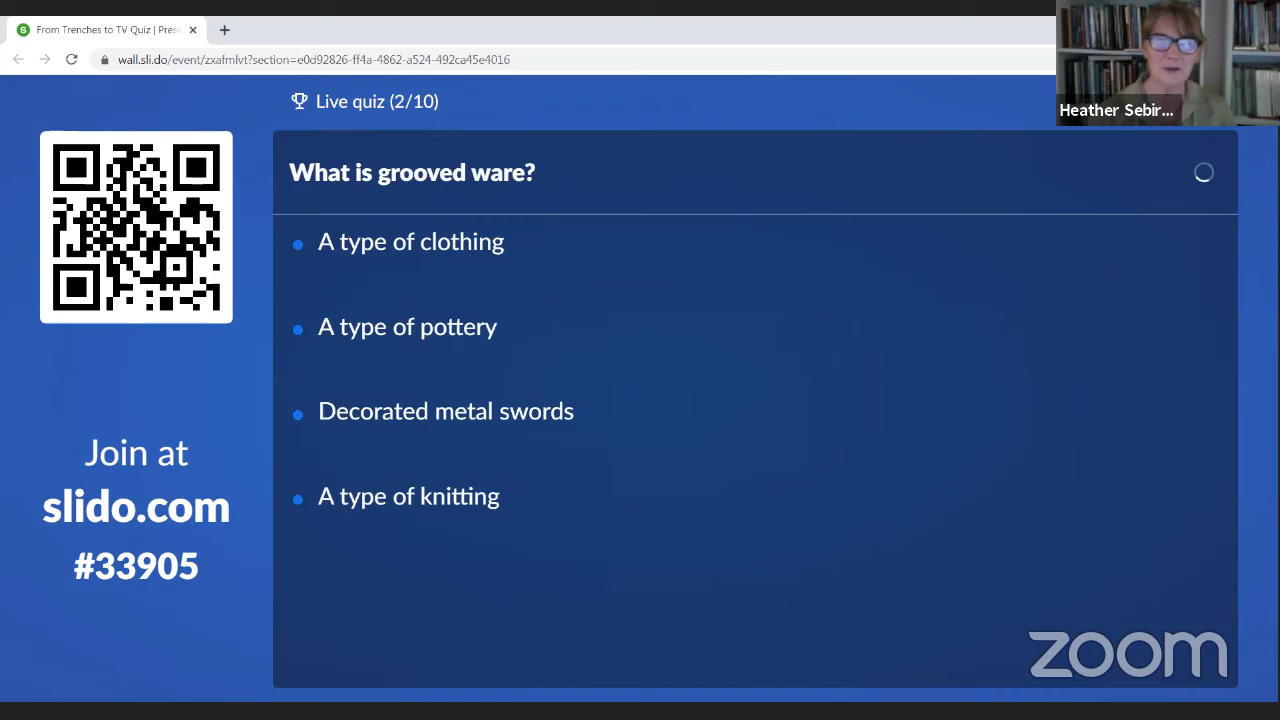 From Trenches to TV Quiz | Pres
wall.sli.do/event/zxafmlvt?section=e0d92826-ff4a-4862-a524-492ca45e4016
Heather Sebir...
Live quiz (2/10)
What is grooved ware?
A type of clothing
A type of pottery
Decorated metal swords
A type of knitting
Join at
slido.com
#33905
zoom